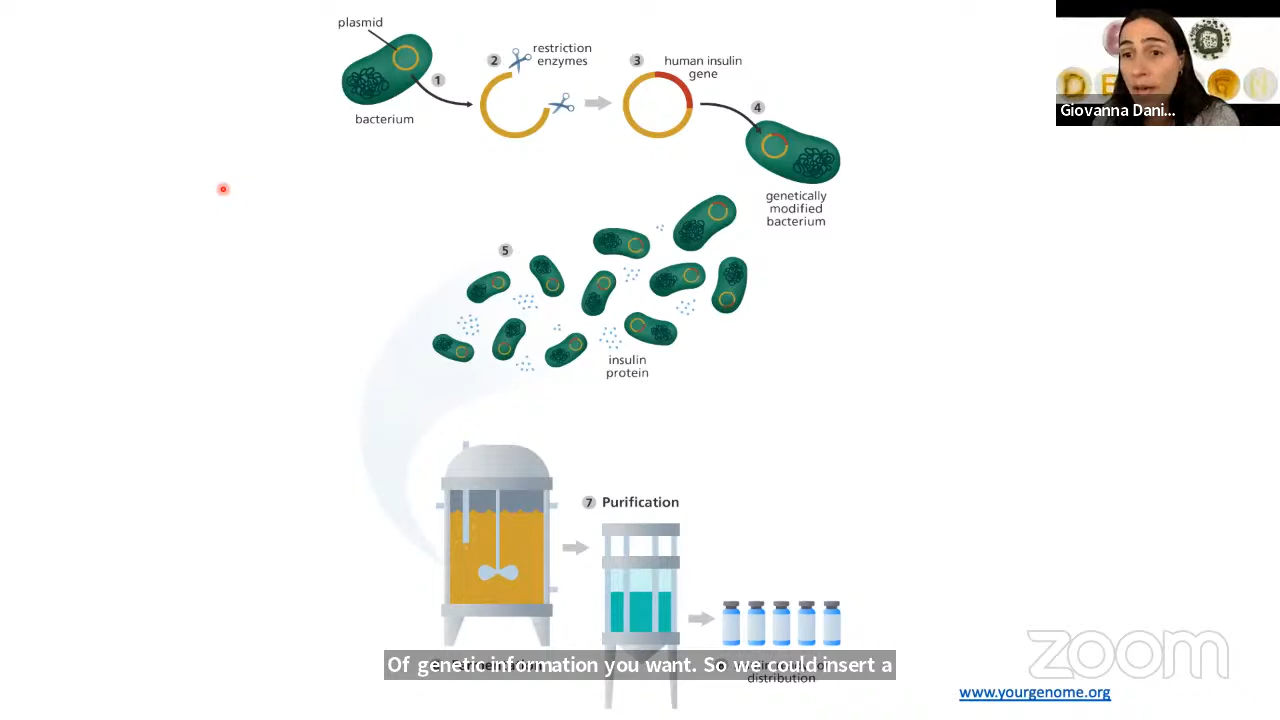 plasmid
1
bacterium
2
restriction
enzymes
3
human insulin
gene
4
genetically
modified
bacterium
5
insulin
protein
7 Purification
distribution
Of genetic information you want. So we could insert a
www.yourgenome.org
zoom
Giovanna Dani...